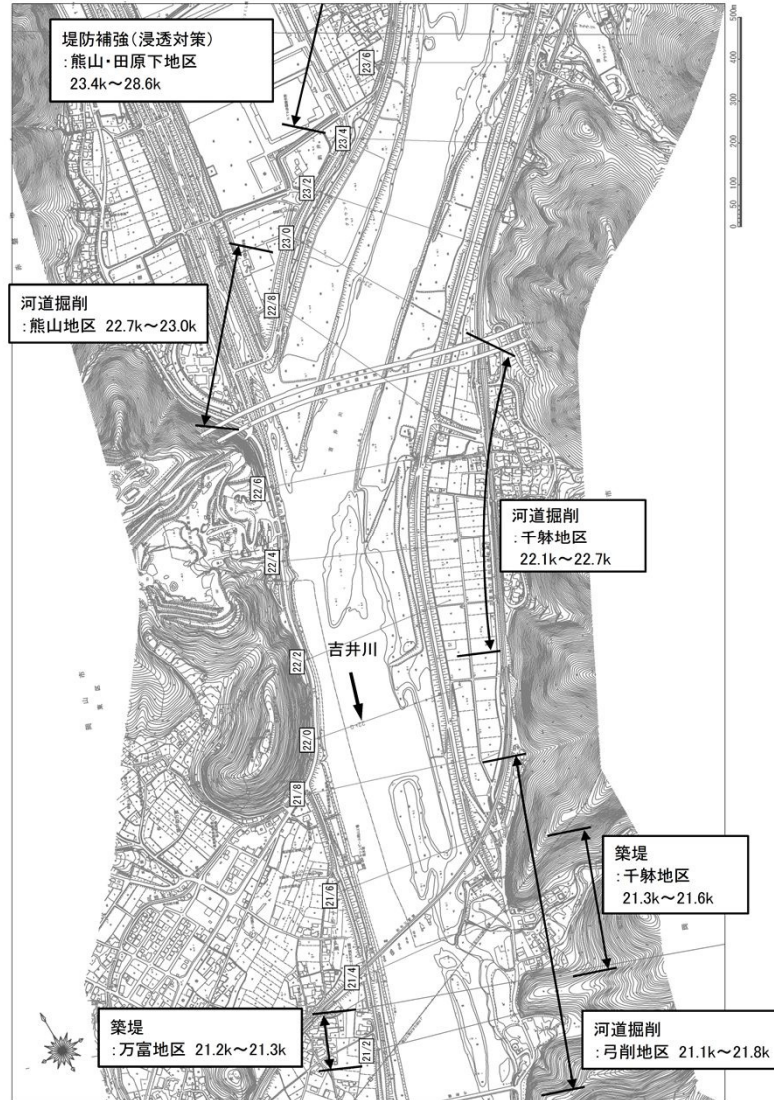 堤防補強(浸透対策)
:熊山・田原下地区
23.4k～28.6k
500m
400
300
200
100
50
0
23/6
23/4
23/2
23/0
22/8
河道掘削
:熊山地区 22.7k～23.0k
22/6
22/4
河道掘削
:千躰地区
22.1k～22.7k
吉井川
22/2
22/0
21/8
21/6
築堤
:千躰地区
21.3k～21.6k
21/4
築堤
:万富地区 21.2k～21.3k
21/2
河道掘削
:弓削地区 21.1k～21.8k